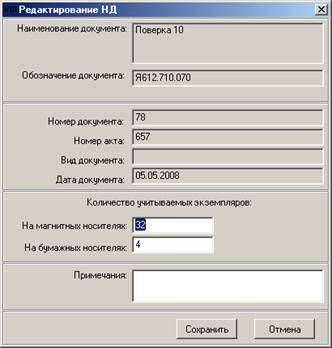 Редактирование НД
Наименование документа: Поверка 10
Обозначение документа: Я612.710.070
Номер документа: 78
Номер акта: 657
Вид документа:
Дата документа: 05.05.2008
Количество учитываемых экземпляров:
На магнитных носителях: 32
На бумажных носителях: 4
Примечания:
Сохранить Отмена